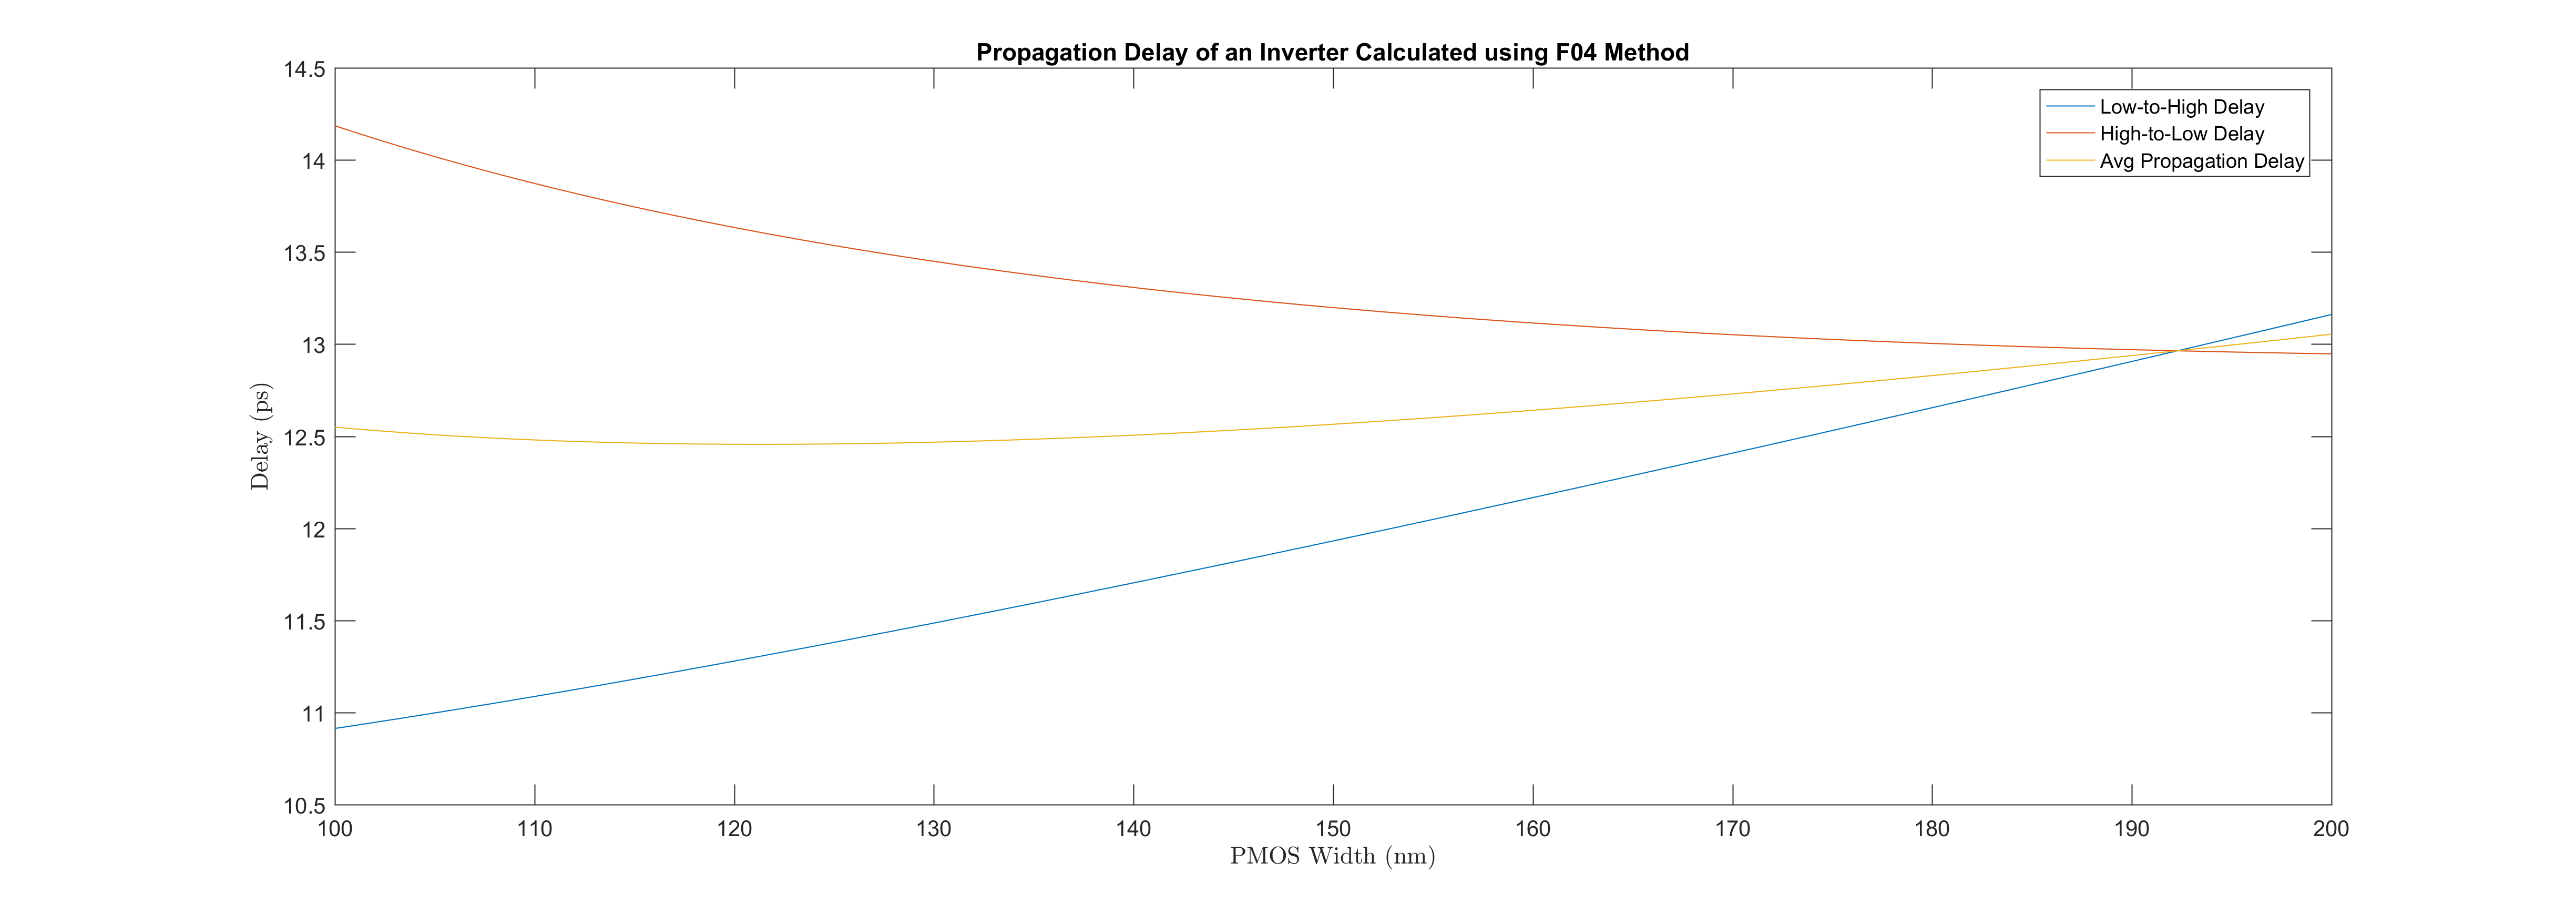 Propagation Delay of an Inverter Calculated using F04 Method
14.5
14
13.5
13
12.5
12
11.5
11
10.5
Delay (ps)
Low-to-High Delay
High-to-Low Delay
Avg Propagation Delay
100 110 120 130 140 150 160 170 180 190 200
PMOS Width (nm)